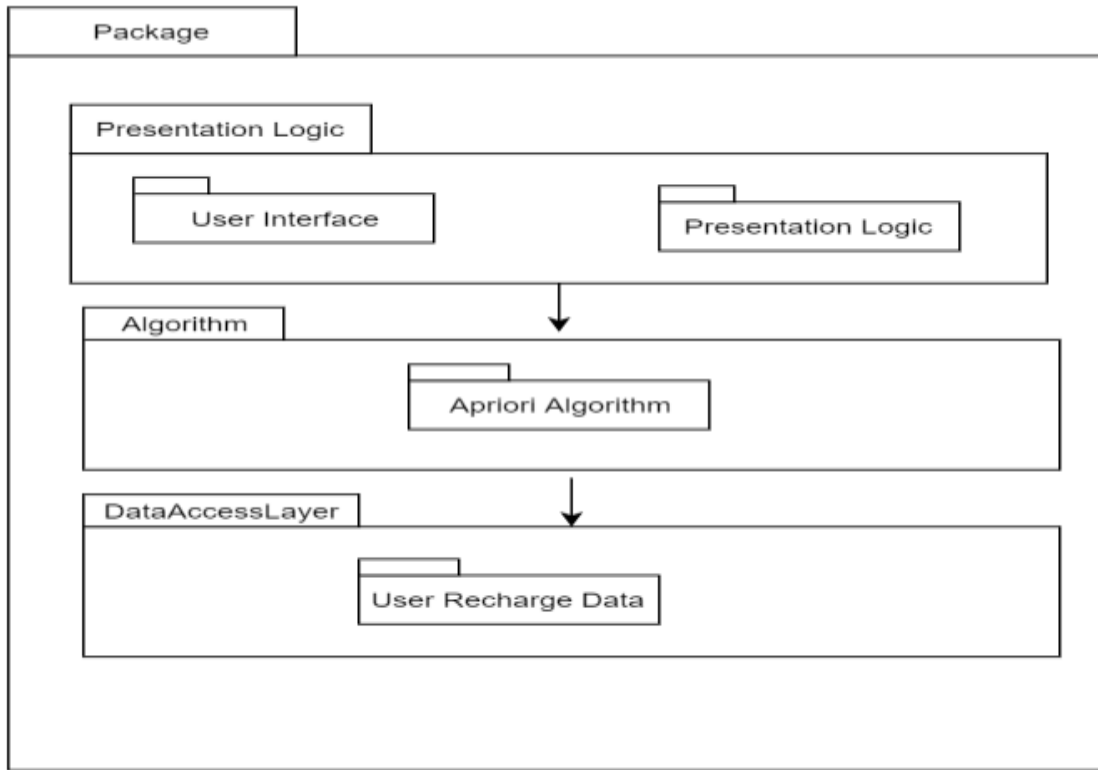 Package
Presentation Logic
User Interface
Presentation Logic
Algorithm
Apriori Algorithm
DataAccessLayer
User Recharge Data